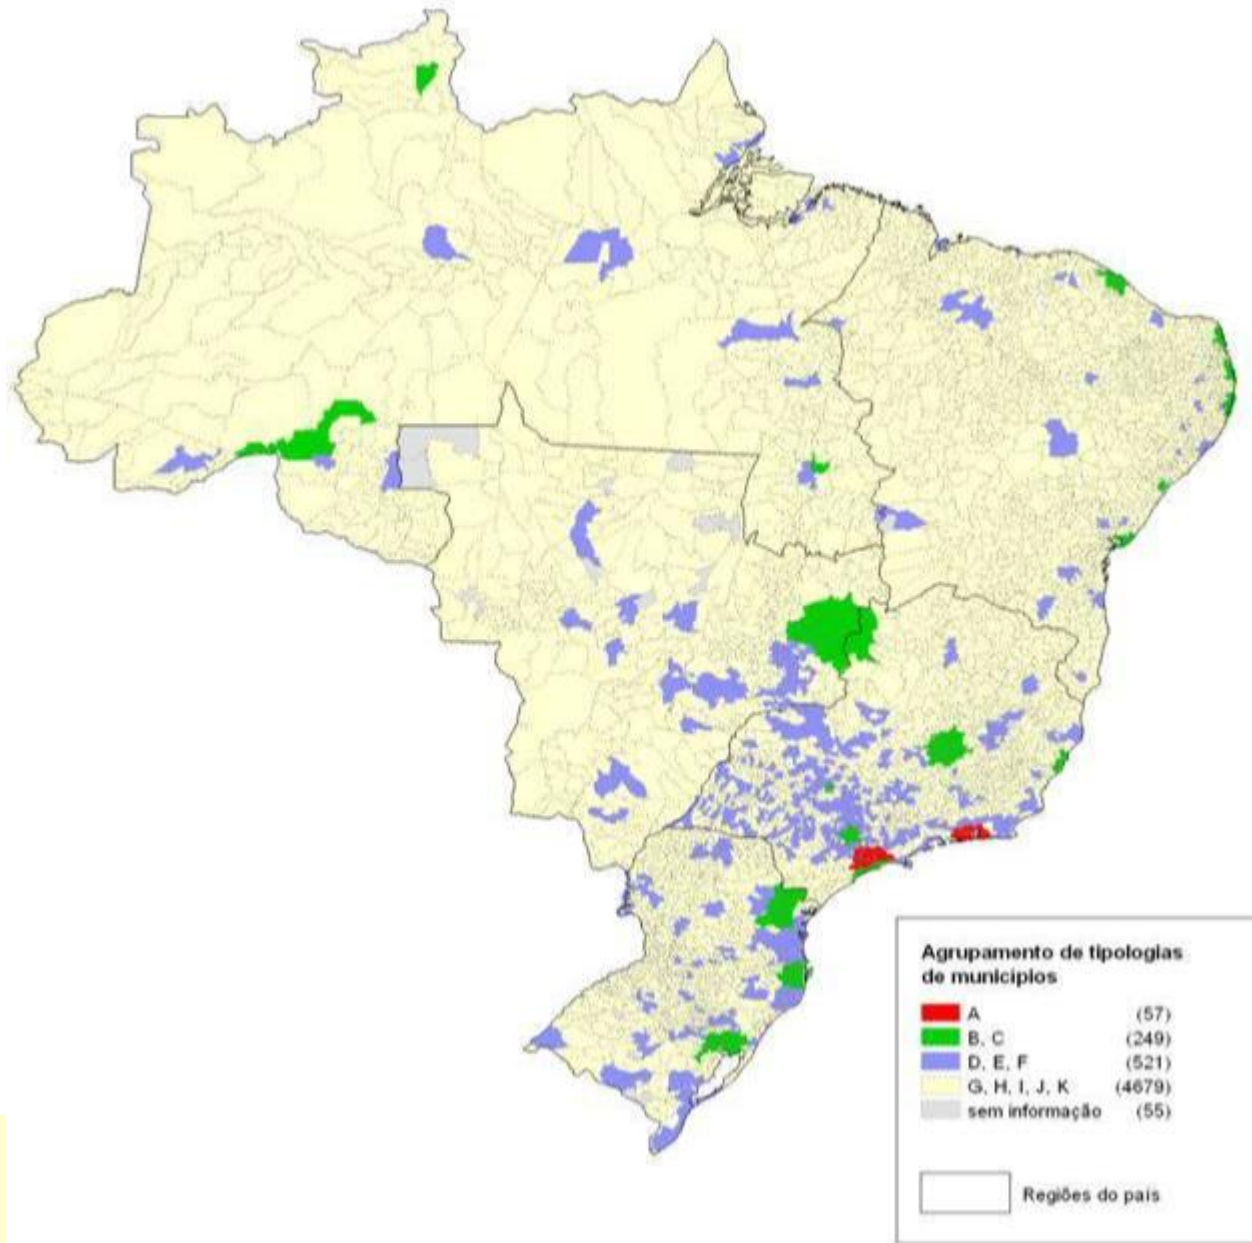 Agrupamento de tipologias
de municípios
A (57)
B, C (249)
D, E, F (521)
G, H, I, J, K (4679)
sem informação (55)
Regiões do país